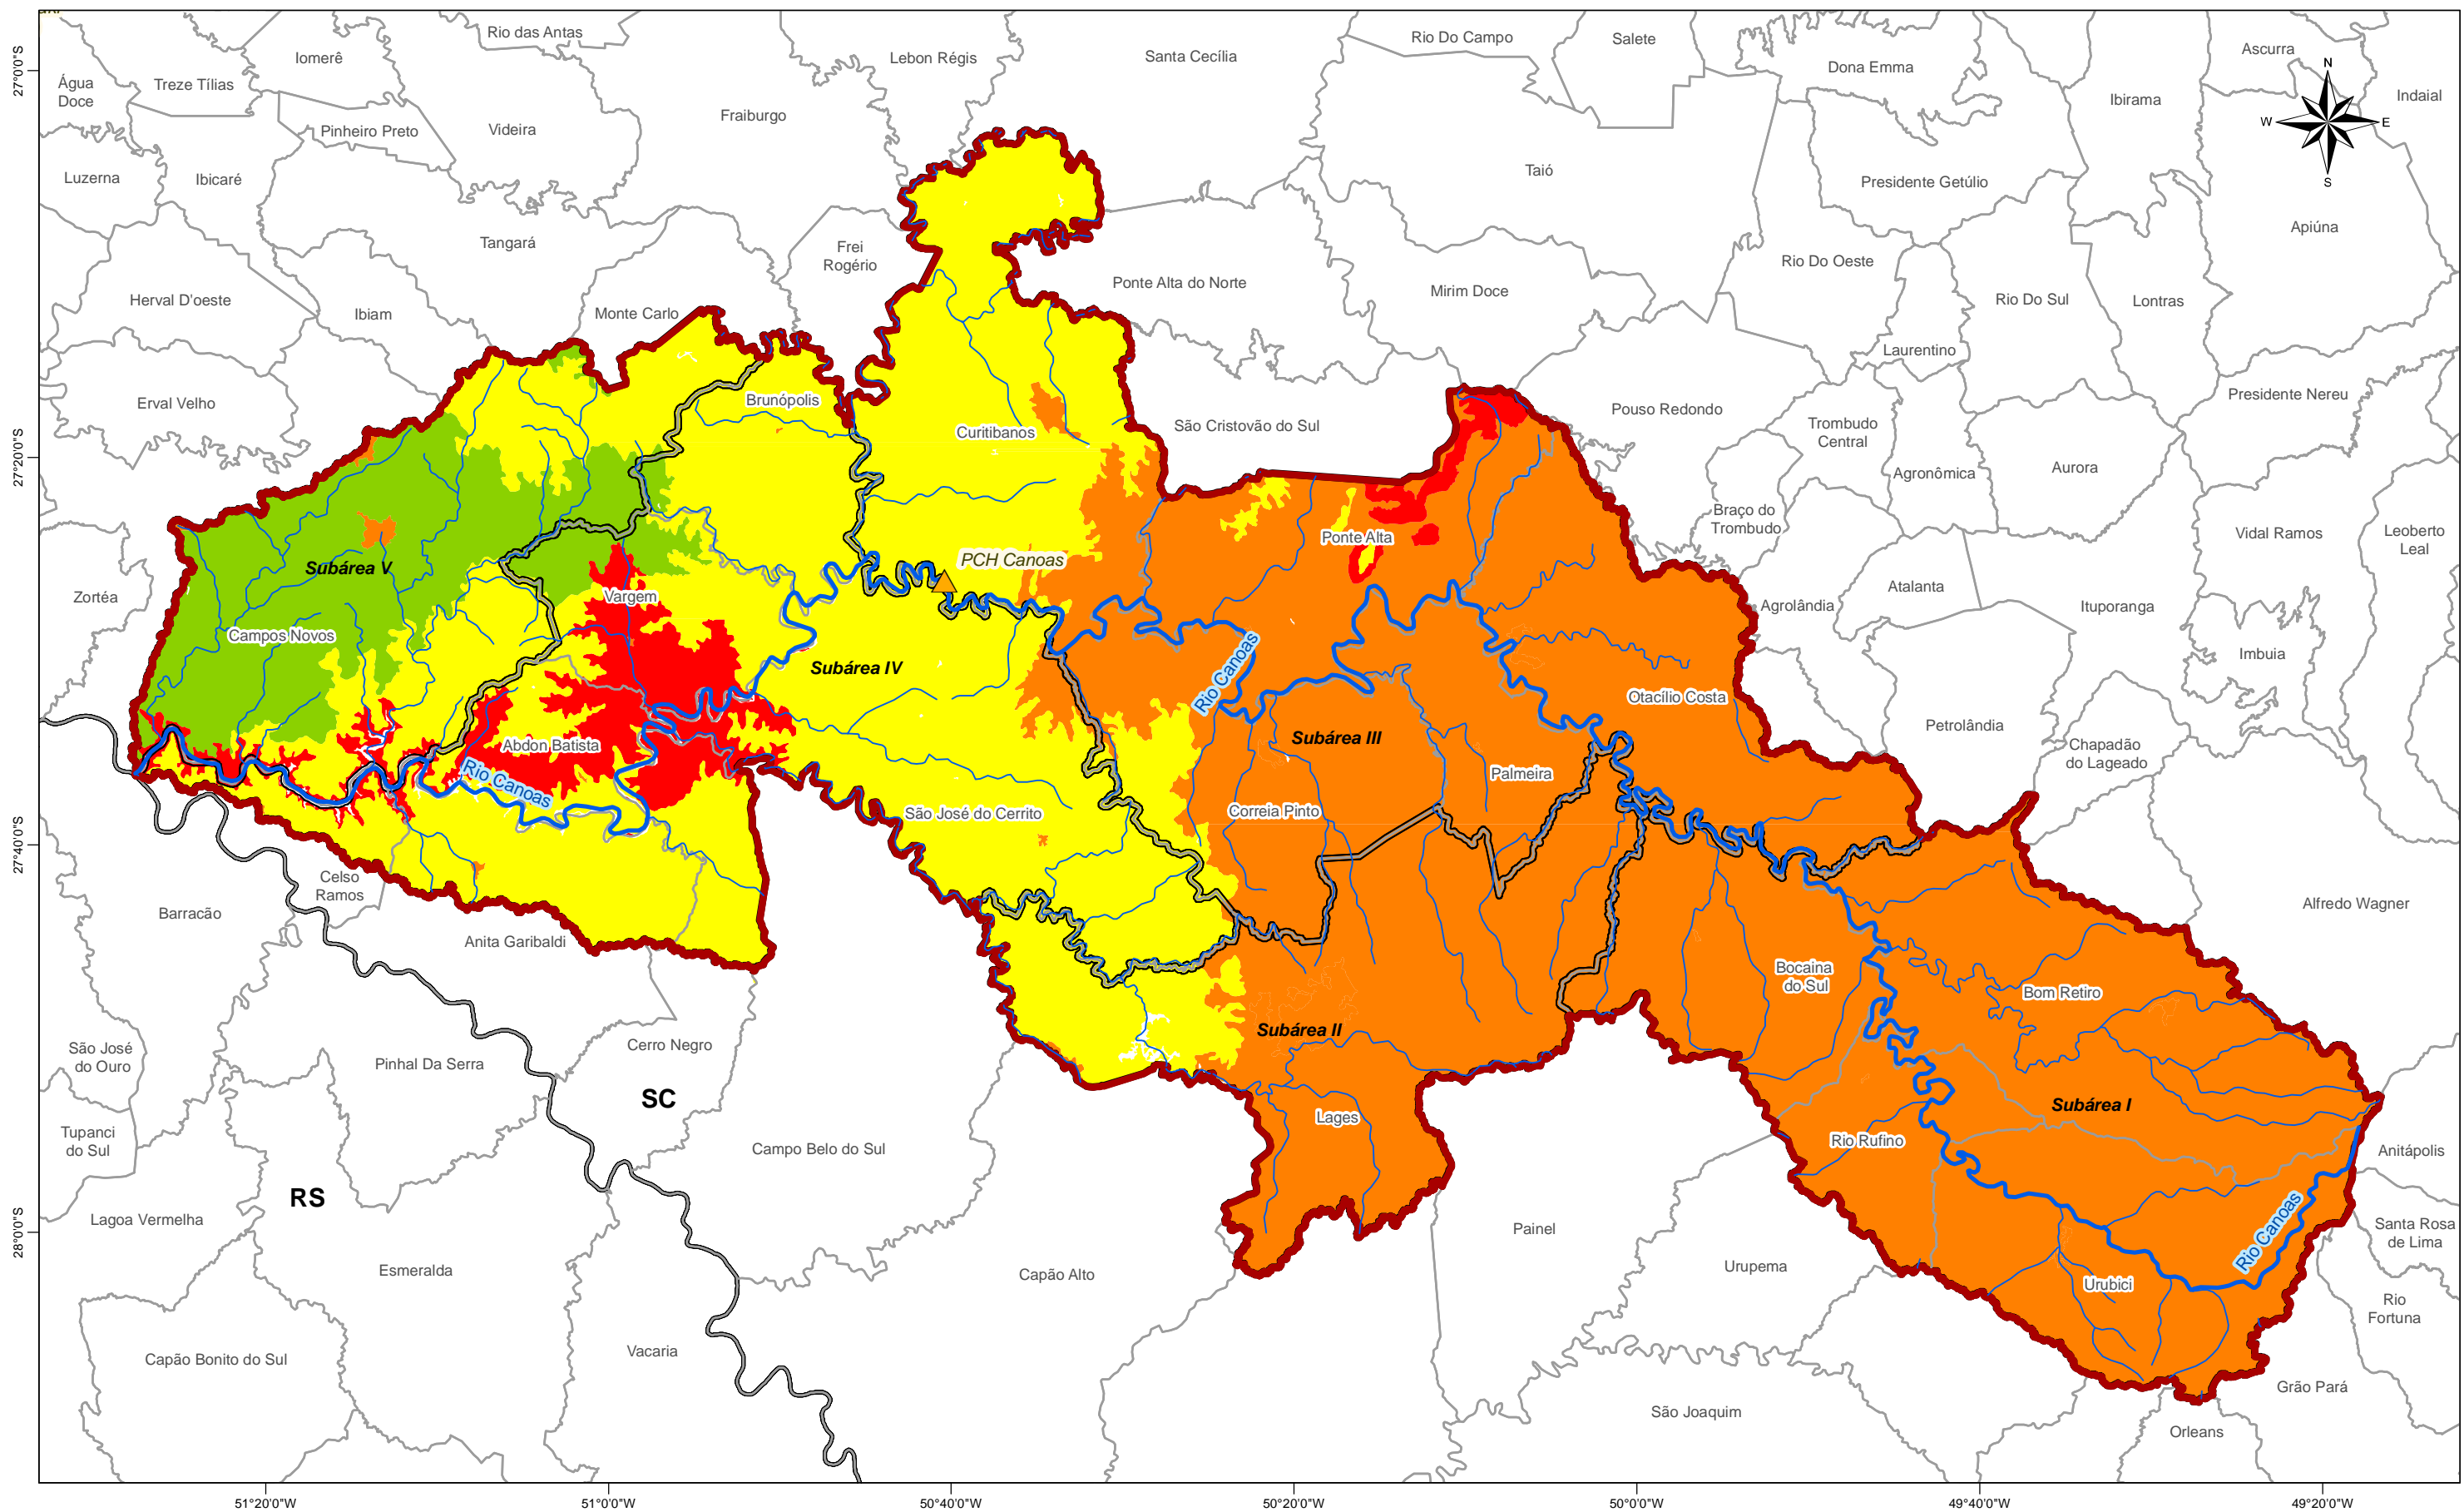 Rio das Antas
Iomerê
Lebon Régis
Santa Cecília
Rio Do Campo
Salete
Ascurra
Água
Doce
Treze Tílias
Dona Emma
N
Indaial
Ibirama
Pinheiro Preto
Videira
Fraiburgo
W
E
S
Luzerna
Ibicaré
Taió
Presidente Getúlio
Apiúna
Tangará
Frei
Rogério
Rio Do Oeste
Ponte Alta do Norte
Mirim Doce
Herval D'oeste
Ibiam
Monte Carlo
Rio Do Sul
Lontras
Laurentino
Erval Velho
Brunópolis
Presidente Nereu
Curitibanos
São Cristovão do Sul
Pouso Redondo
Trombudo
Central
Agronômica
Aurora
Braço do
Trombudo
Vidal Ramos
Leoberto
Leal
Ponte Alta
PCH Canoas
Subárea V
Zortéa
Vargem
Atalanta
Agrolândia
Ituporanga
Campos Novos
Imbuia
Subárea IV
Rio Canoas
Otacílio Costa
Petrolândia
Subárea III
Chapadão
do Lageado
Abdon Batista
Rio Canoas
Palmeira
São José do Cerrito
Correia Pinto
Celso
Ramos
Barracão
Alfredo Wagner
Anita Garibaldi
Bocaina
do Sul
Bom Retiro
Subárea II
São José
do Ouro
Cerro Negro
Pinhal Da Serra
SC
Subárea I
Lages
Tupanci
do Sul
Rio Rufino
Campo Belo do Sul
Anitápolis
RS
Lagoa Vermelha
Painel
Rio Canoas
Santa Rosa
de Lima
Esmeralda
Capão Alto
Urupema
Urubici
Rio
Fortuna
Vacaria
Capão Bonito do Sul
Grão Pará
São Joaquim
Orleans
27°0'0"S
27°20'0"S
27°40'0"S
28°0'0"S
51°20'0"W
51°0'0"W
50°40'0"W
50°20'0"W
50°0'0"W
49°40'0"W
49°20'0"W